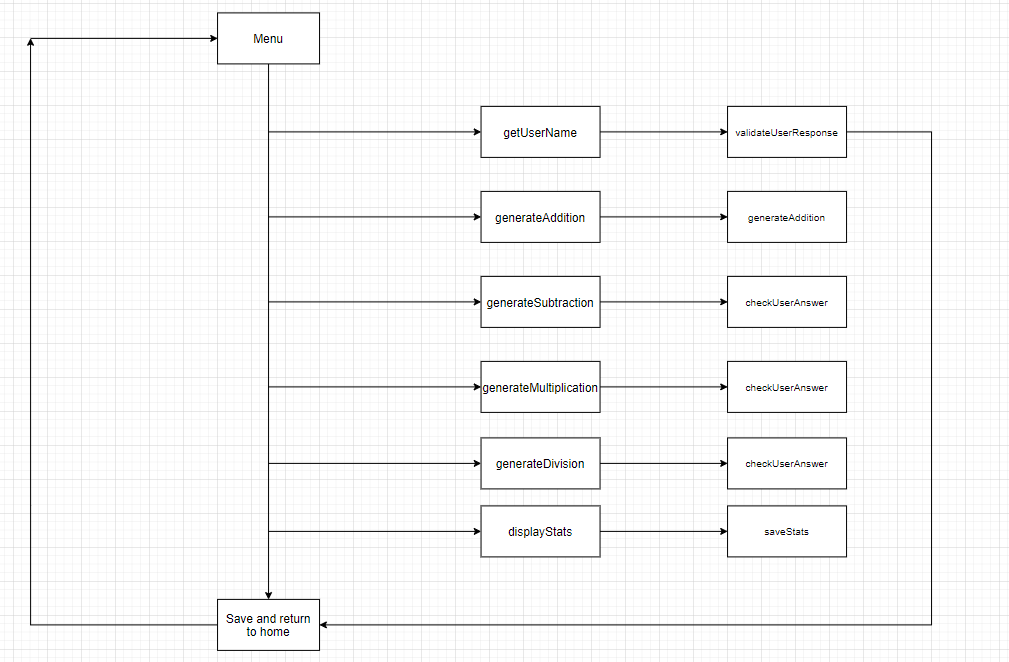 Menu
getUserName
validateUserResponse
generateAddition
generateAddition
generateSubtraction
checkUserAnswer
generateMultiplication
checkUserAnswer
generateDivision
checkUserAnswer
displayStats
saveStats
Save and return
to home